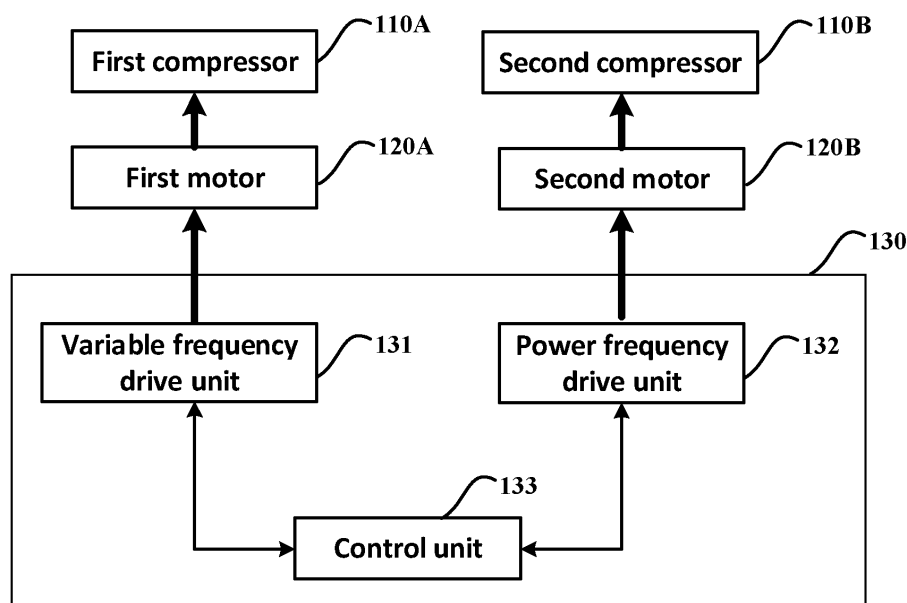 110A
First compressor
110B
Second compressor
120A
First motor
120B
Second motor
130
Variable frequency
drive unit
131
Power frequency
drive unit
132
133
Control unit